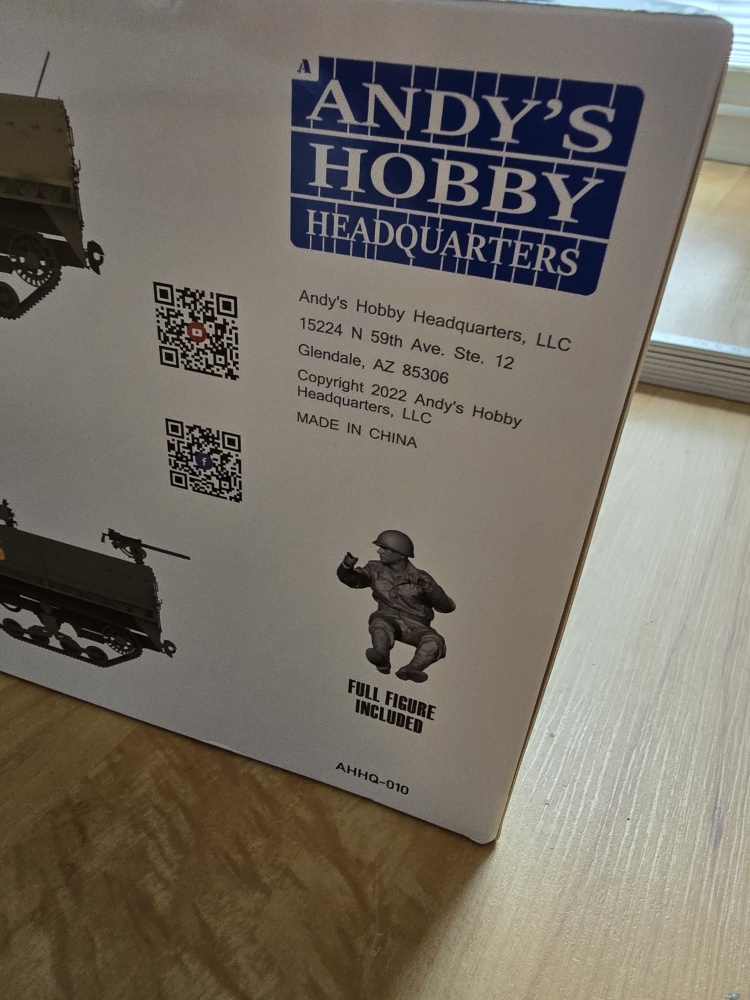 A
ANDY'S
HOBBY
HEADQUARTERS
Andy's Hobby Headquarters, LLC
15224 N 59th Ave. Ste. 12
Glendale, AZ 85306
Copyright 2022 Andy's Hobby
Headquarters, LLC
MADE IN CHINA
f
FULL FIGURE
INCLUDED
AHHQ-010